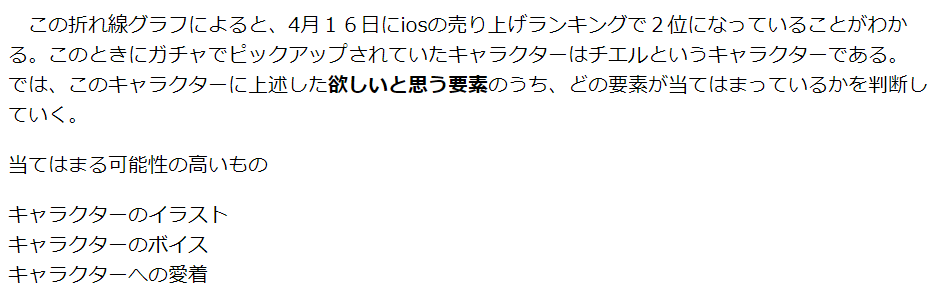 この折れ線グラフによると、4月１６日にiosの売り上げランキングで２位になっていることがわか
る。このときにガチャでピックアップされていたキャラクターはチエルというキャラクターである。
では、このキャラクターに上述した欲しいと思う要素のうち、どの要素が当てはまっているかを判断し
ていく。
当てはまる可能性の高いもの
キャラクターのイラスト
キャラクターのボイス
キャラクターへの愛着